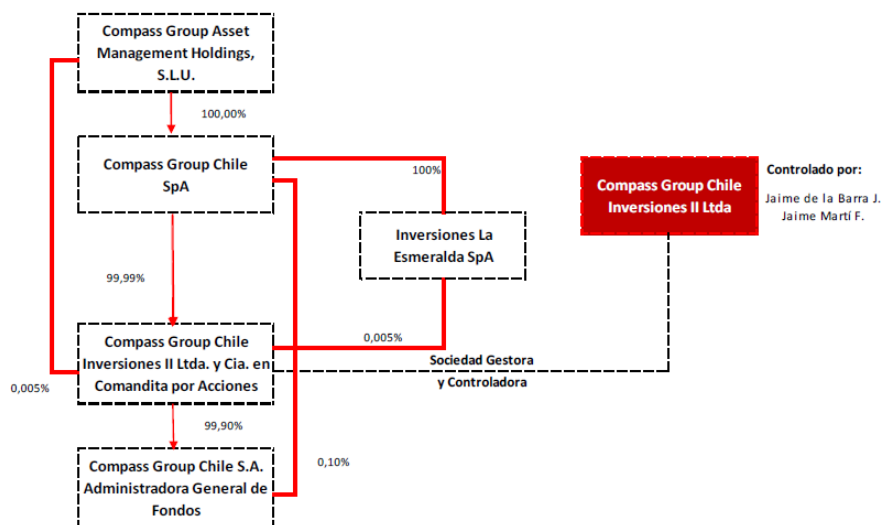 Compass Group Asset
Management Holdings,
S.L.U.
100,00%
Compass Group Chile
SpA
100%
Compass Group Chile
Inversiones II Ltda
Controlado por:
Jaime de la Barra J.
Jaime Martí F.
Inversiones La
Esmeralda SpA
99,99%
Compass Group Chile
Inversiones II Ltda. y Cia. en
Comandita por Acciones
0,005%
Sociedad Gestora
y Controladora
0,005%
99,90%
Compass Group Chile S.A.
Administradora General de
Fondos
0,10%